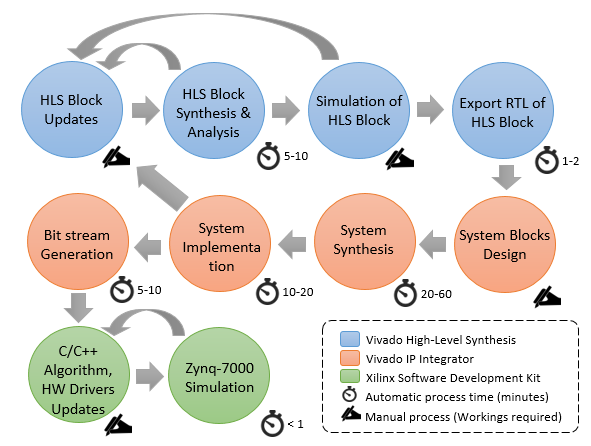 HLS Block
Updates
HLS Block
Synthesis &
Analysis
5-10
Simulation of
HLS Block
Export RTL of
HLS Block
1-2
Bit stream
Generation
5-10
System
Implementa
tion
10-20
System
Synthesis
20-60
System Blocks
Design
C/C++
Algorithm,
HW Drivers
Updates
Zynq-7000
Simulation
< 1
Vivado High-Level Synthesis
Vivado IP Integrator
Xilinx Software Development Kit
Automatic process time (minutes)
Manual process (Workings required)